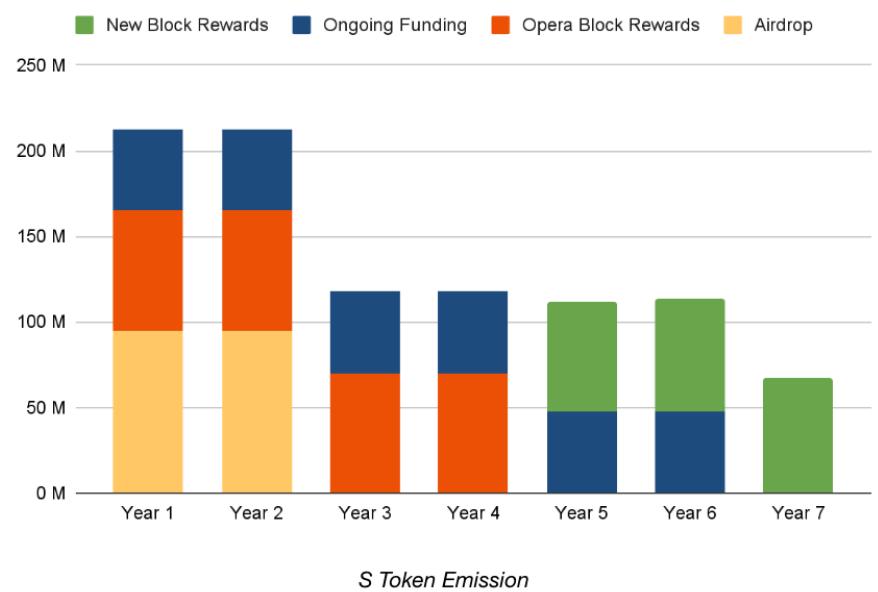 New Block Rewards Ongoing Funding Opera Block Rewards Airdrop
250 M
200 M
150 M
100 M
50 M
0 M
Year 1 Year 2 Year 3 Year 4 Year 5 Year 6 Year 7
S Token Emission